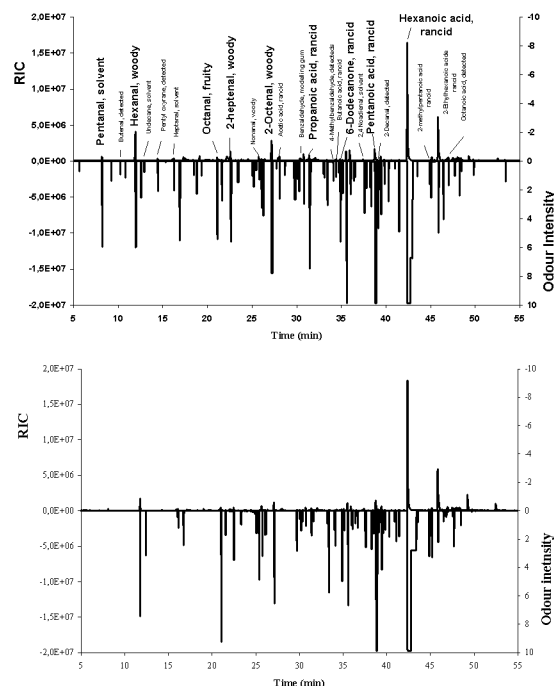 2,0E+07
1,5E+07
1,0E+07
5,0E+06
0,0E+00
-5,0E+06
-1,0E+07
-1,5E+07
-2,0E+07
RIC
Pentanal, solvent
Butenal, detected
Hexanal, woody
Undecane, solvent
Pentyl oxyrane, detected
Heptanal, solvent
Octanal, fruity
2-heptenal, woody
Nonanal, woody
2-Octenal, woody
Acetic acid, rancid
Benzaldehyde, modelling gum
Propanoic acid, rancid
4-Methylbenzaldehyde, detected
Butanoic acid, rancid
6-Dodecanone, rancid
2,4 Noadienal, solvent
Pentanoic acid, rancid
2-Decenal, detected
Hexanoic acid,
rancid
2-methylpentanoic acid
rancid
2-Ethylhexanoic acide
rancid
Octanoic acid, detected
-10
-8
-6
-4
-2
0
2
4
6
8
10
Odour Intensity
5 10 15 20 25 30 35 40 45 50 55
Time (min)
2,0E+07
1,5E+07
1,0E+07
5,0E+06
0,0E+00
-5,0E+06
-1,0E+07
-1,5E+07
-2,0E+07
RIC
-10
-8
-6
-4
-2
0
2
4
6
8
10
Odour inetnsity
5 10 15 20 25 30 35 40 45 50 55
Time (min)